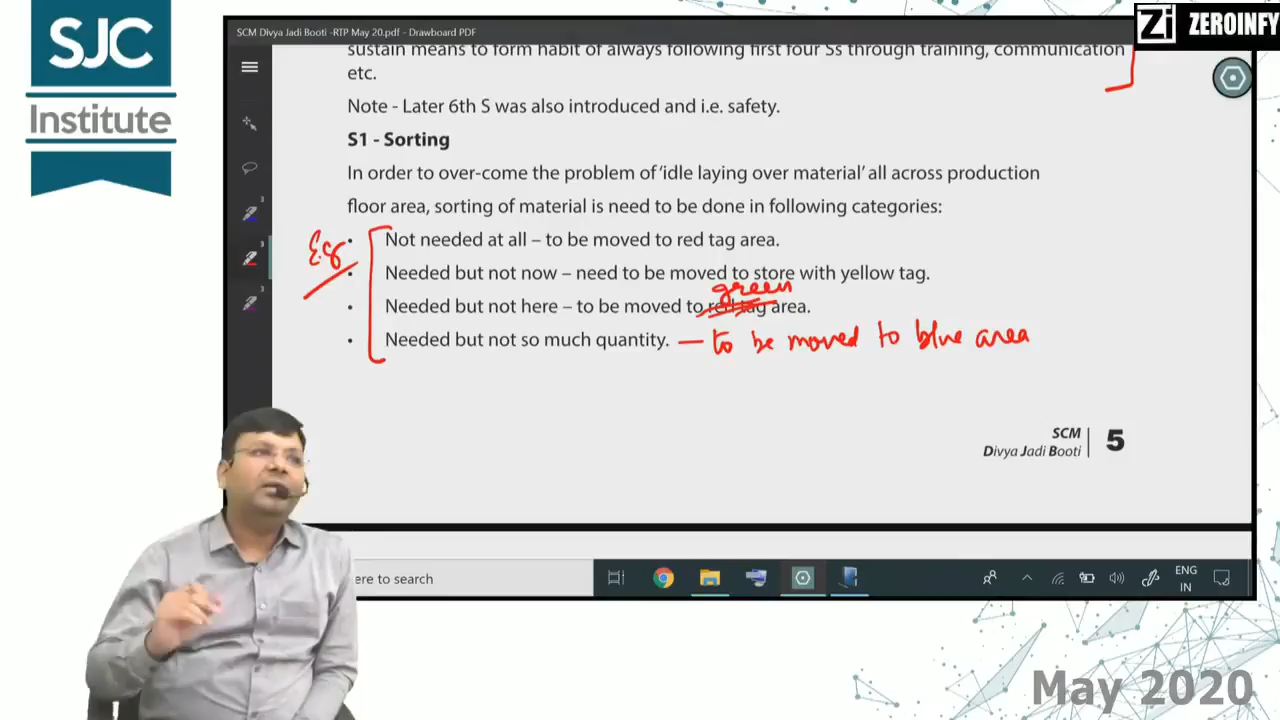 SJC
Institute
Zi ZEROINFY
SCM Divya Jadi Booti -RTP May 20.pdf - Drawboard PDF
sustain means to form habit of always following first four Ss through training, communication
etc.
Note - Later 6th S was also introduced and i.e. safety.
S1 - Sorting
In order to over-come the problem of 'idle laying over material' all across production
floor area, sorting of material is need to be done in following categories:
E.g
• Not needed at all – to be moved to red tag area.
• Needed but not now – need to be moved to store with yellow tag.
green
• Needed but not here – to be moved to red tag area.
• Needed but not so much quantity. — to be moved to blue area
SCM
Divya Jadi Booti 5
ere to search
ENG
IN
May 2020
3
3
3